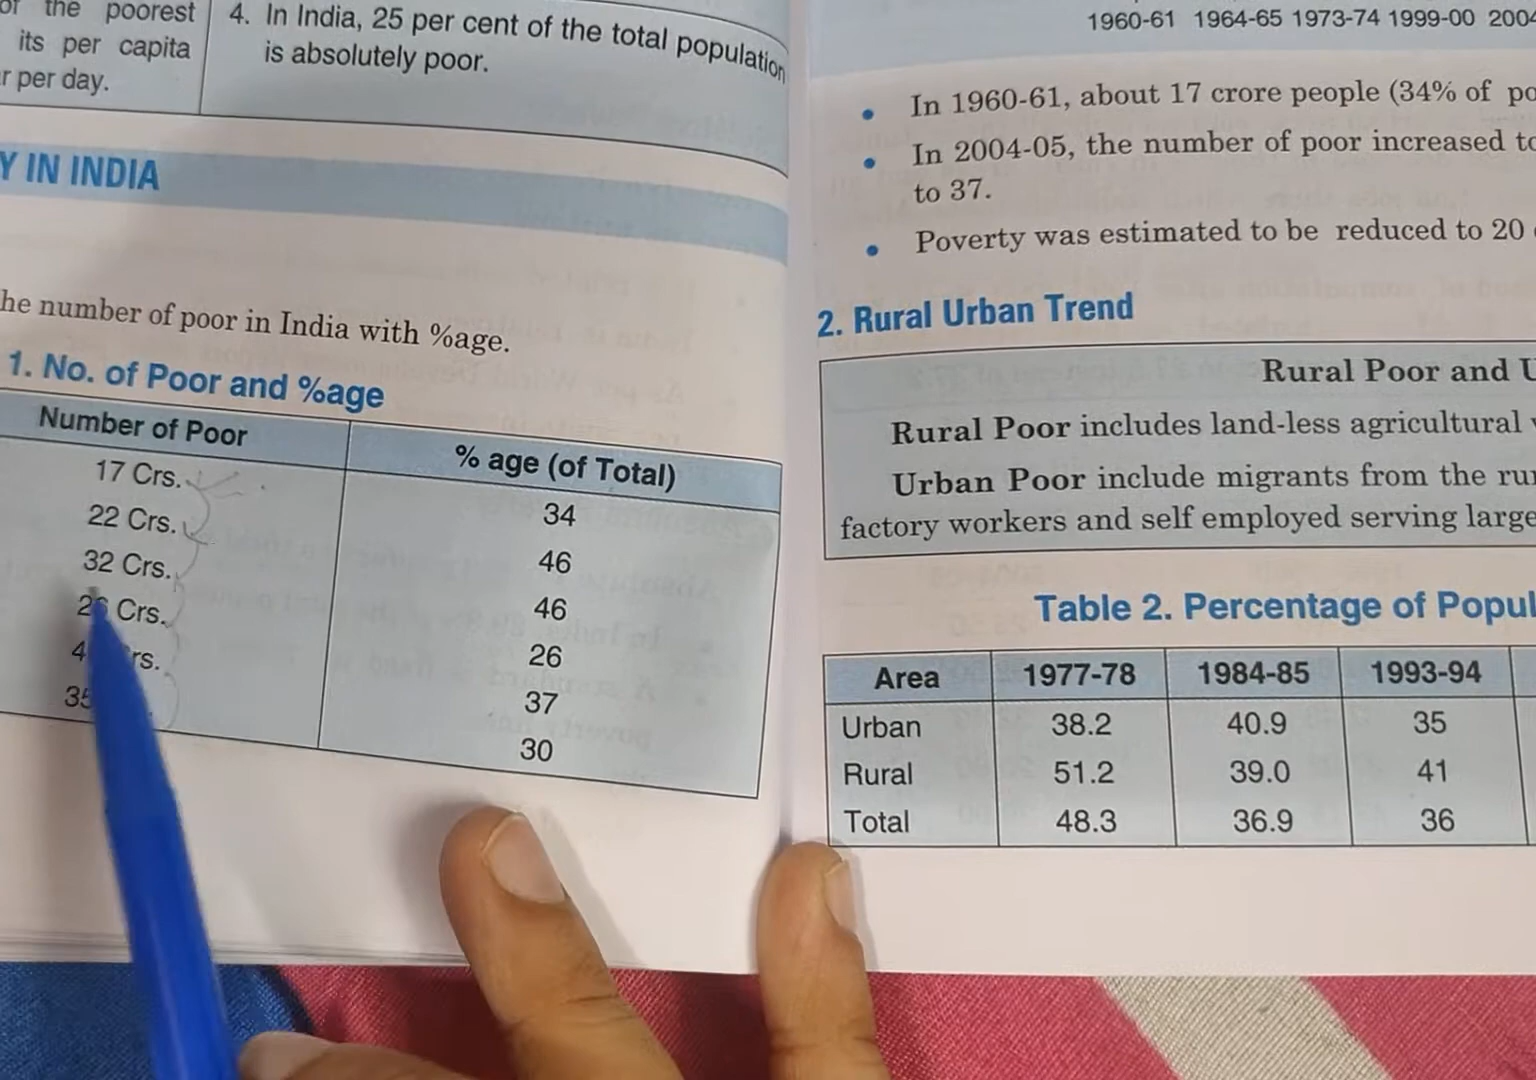 of the poorest
its per capita
r per day.
4. In India, 25 per cent of the total population
is absolutely poor.
Y IN INDIA
he number of poor in India with %age.
1. No. of Poor and %age
Number of Poor % age (of Total)
17 Crs. 34
22 Crs. 46
32 Crs. 46
Crs. 26
37
30
1960-61 1964-65 1973-74 1999-00 2004
• In 1960-61, about 17 crore people (34% of po
• In 2004-05, the number of poor increased to
to 37.
• Poverty was estimated to be reduced to 20
2. Rural Urban Trend
Rural Poor and U
Rural Poor includes land-less agricultural
Urban Poor include migrants from the rur
factory workers and self employed serving large
Table 2. Percentage of Popul
Area 1977-78 1984-85 1993-94
Urban 38.2 40.9 35
Rural 51.2 39.0 41
Total 48.3 36.9 36